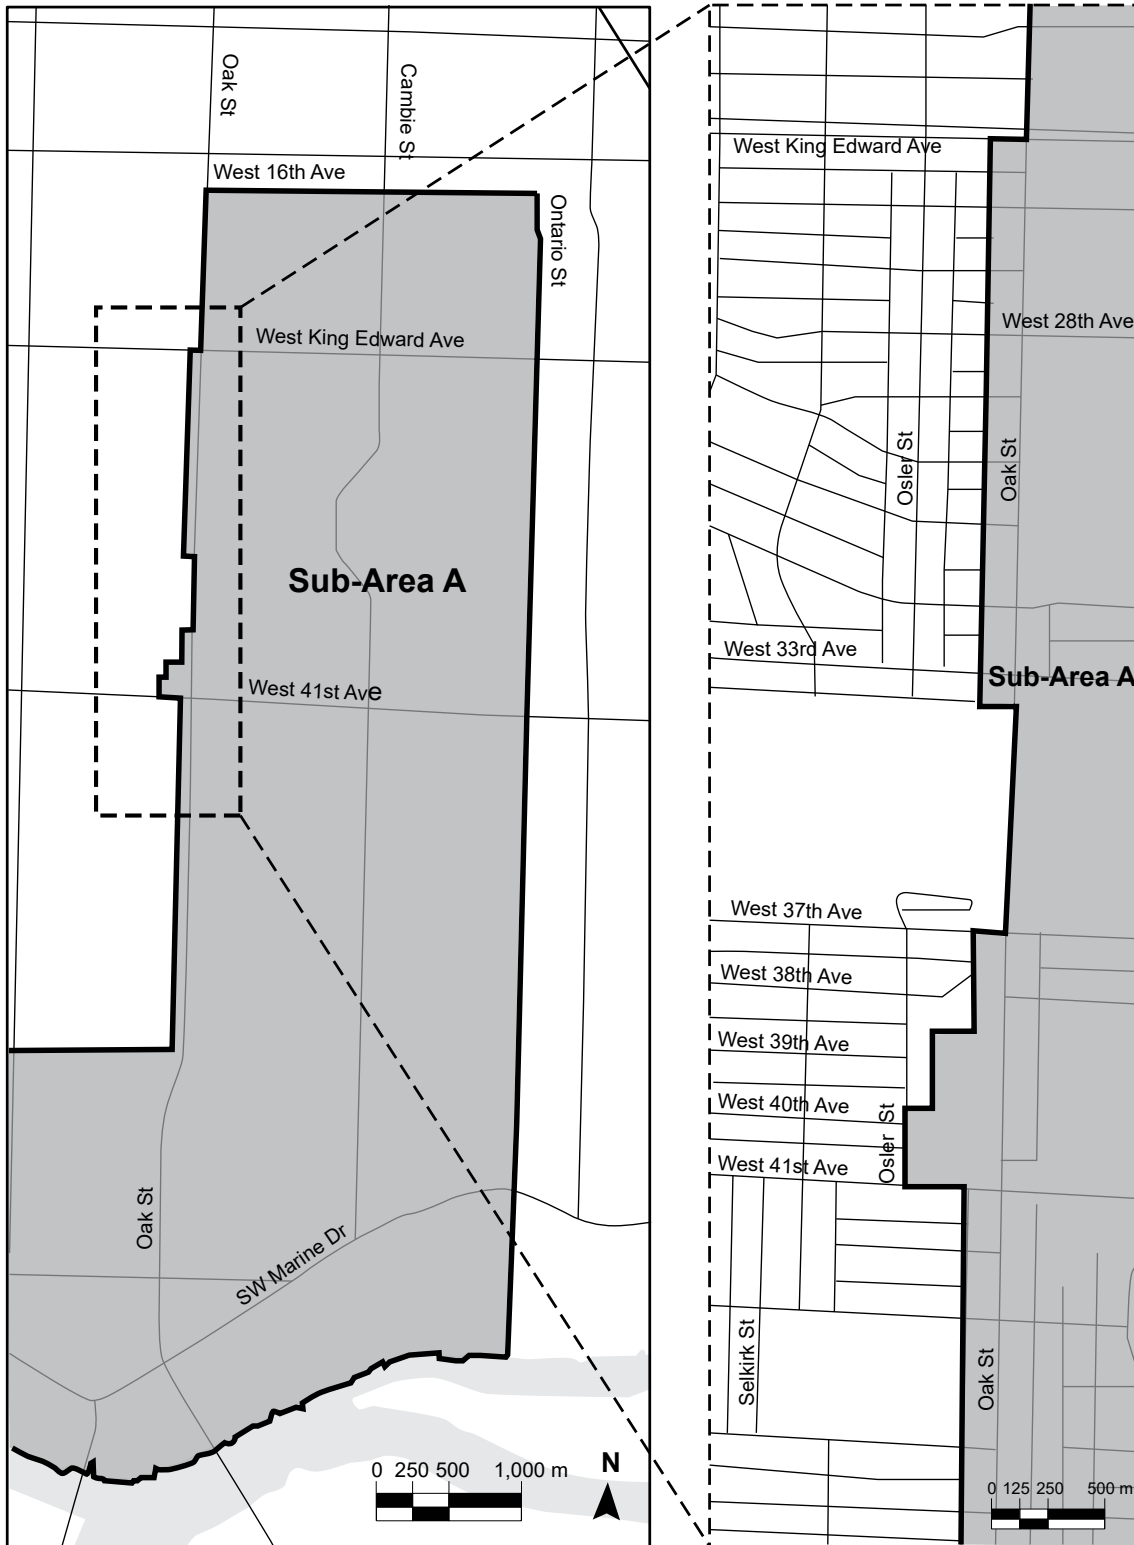 Oak St
Cambie St
West 16th Ave
Ontario St
West King Edward Ave
Sub-Area A
West 41st Ave
Oak St
SW Marine Dr
0 250 500 1,000 m
N
West King Edward Ave
West 28th Ave
Osler St
Oak St
West 33rd Ave
Sub-Area A
West 37th Ave
West 38th Ave
West 39th Ave
West 40th Ave
Osler St
West 41st Ave
Selkirk St
Oak St
0 125 250 500 m